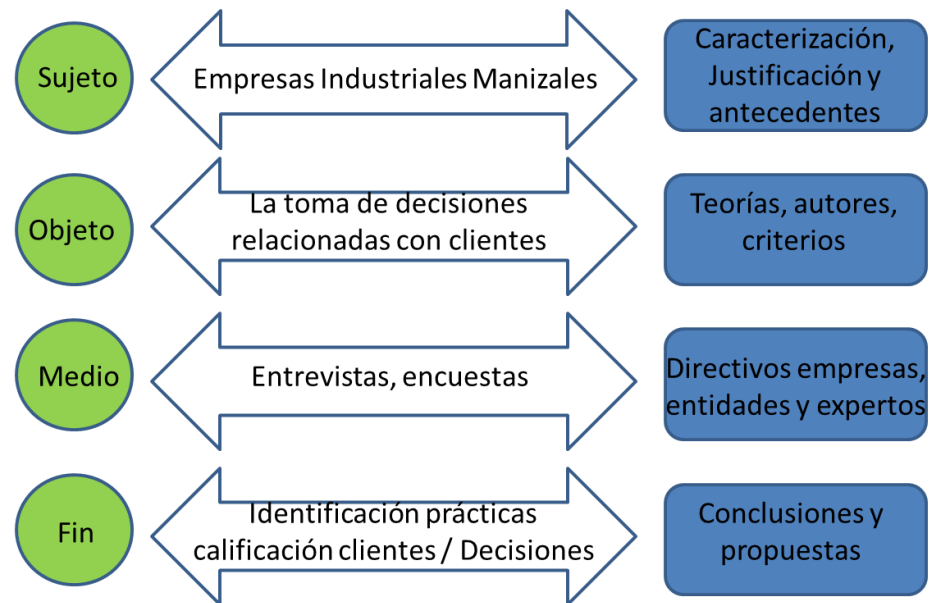 Sujeto
Empresas Industriales Manizales
Caracterización,
Justificación y
antecedentes
Objeto
La toma de decisiones
relacionadas con clientes
Teorías, autores,
criterios
Medio
Entrevistas, encuestas
Directivos empresas,
entidades y expertos
Fin
Identificación prácticas
calificación clientes / Decisiones
Conclusiones y
propuestas